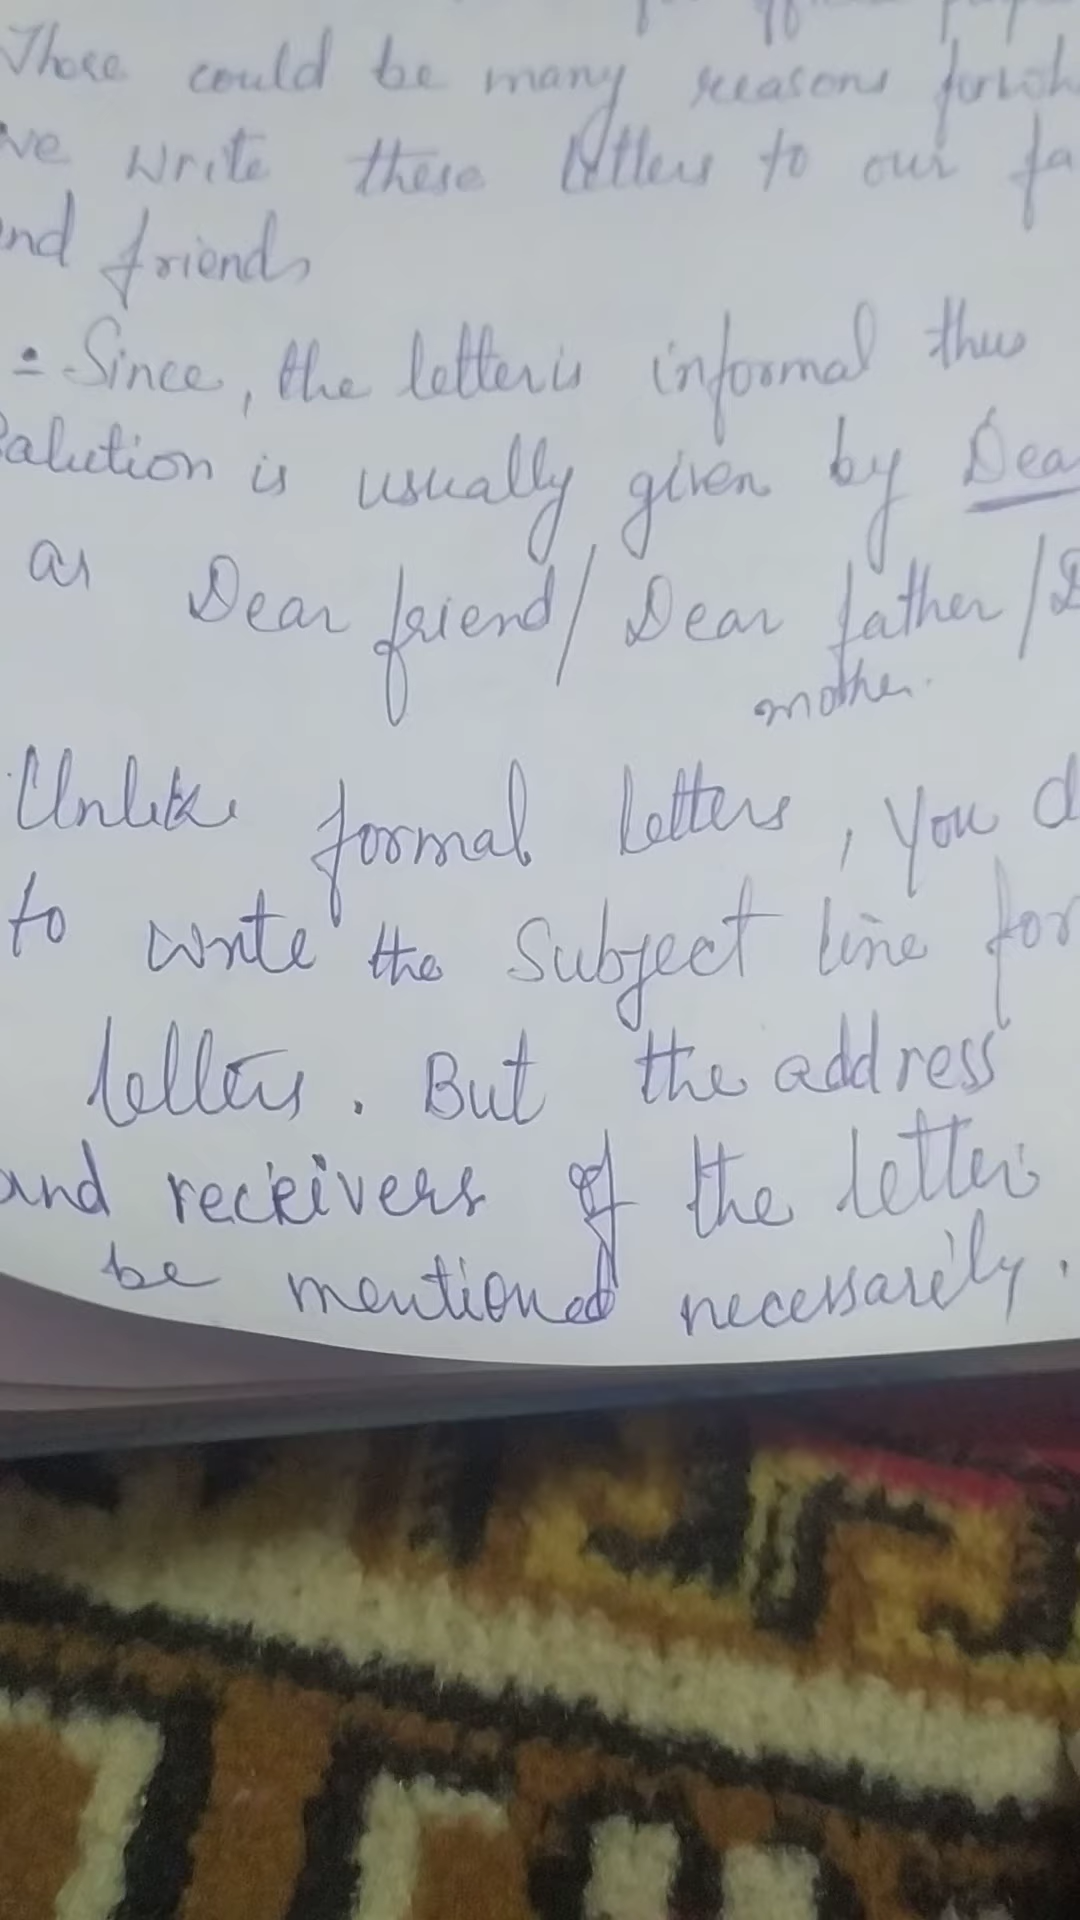 There could be many reasons
we write these letters to our
and friends
Since, the letter is informal thus
Salution is usually given by Dea
as Dear friend/ Dear father /
mother.
Unlike formal letters, you d
to write the Subject line for
letters. But the address
and receivers of the letter
be mentioned necessarily.